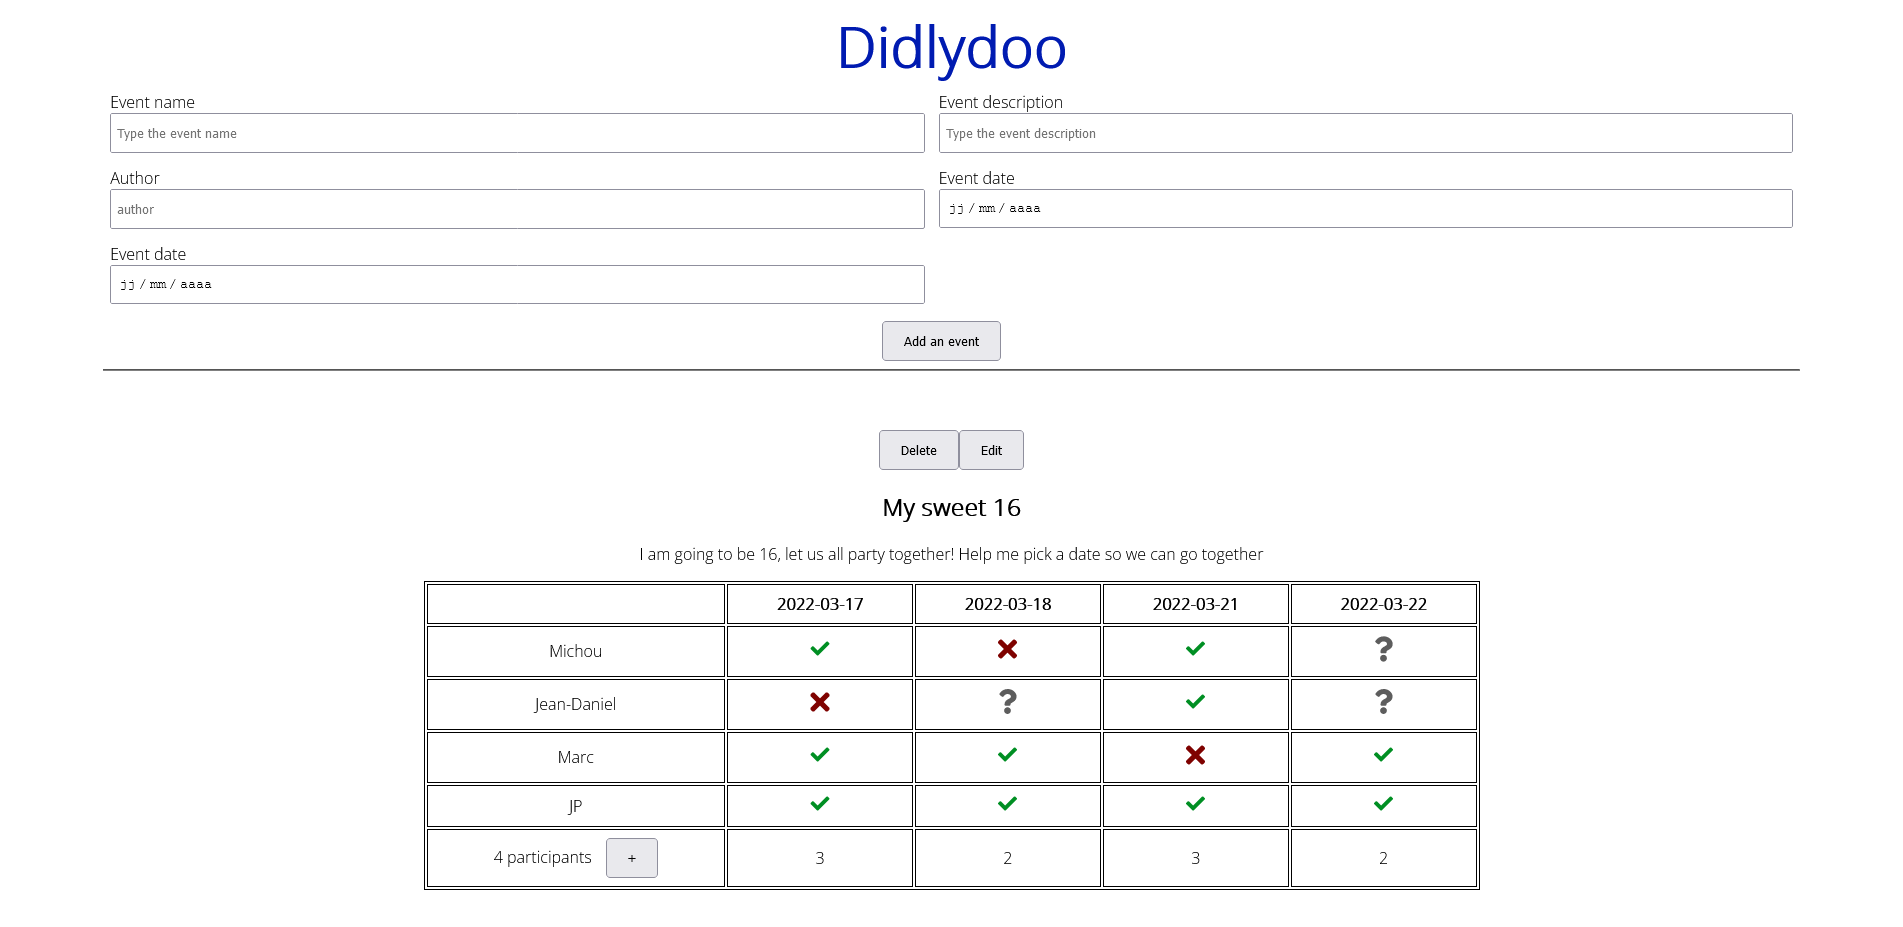 Didlydoo
Event name
Type the event name
Event description
Type the event description
Author
author
Event date
jj / mm / aaaa
Event date
jj / mm / aaaa
Add an event
Delete Edit
My sweet 16
I am going to be 16, let us all party together! Help me pick a date so we can go together
2022-03-17 2022-03-18 2022-03-21 2022-03-22
Michou ✔ ✖ ✔ ?
Jean-Daniel ✖ ? ✔ ?
Marc ✔ ✔ ✖ ✔
JP ✔ ✔ ✔ ✔
4 participants + 3 2 3 2